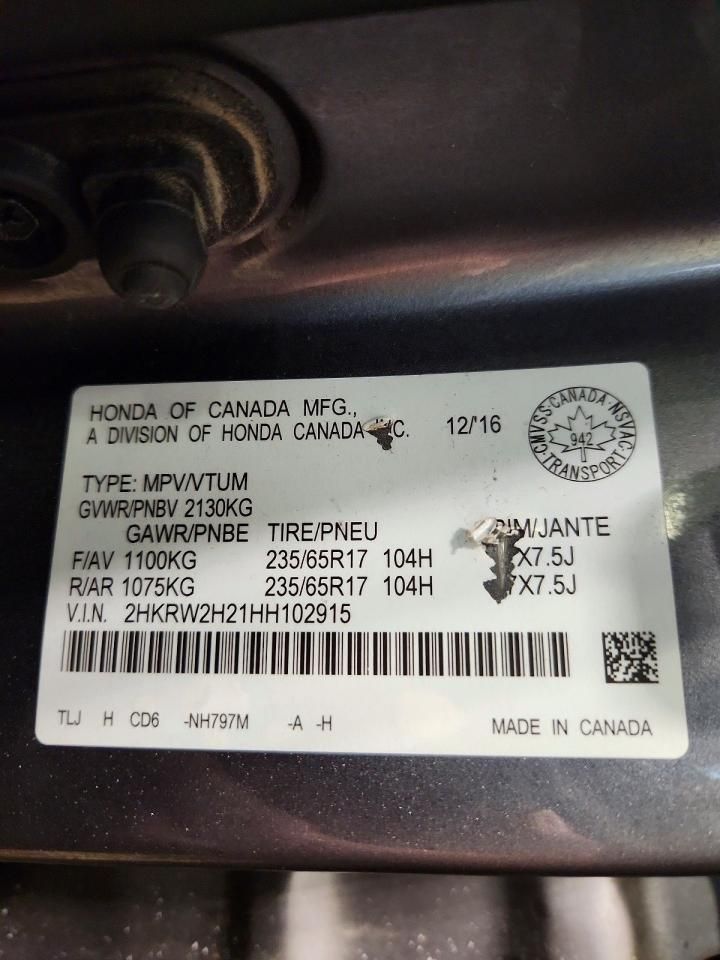 HONDA OF CANADA MFG.,
A DIVISION OF HONDA CANADA C.
12/'16
CMVSS·CANADA·NSVAC
942
TRANSPORT
TYPE: MPV/VTUM
GVWR/PNBV 2130KG
GAWR/PNBE TIRE/PNEU RIM/JANTE
F/AV 1100KG 235/65R17 104H X7.5J
R/AR 1075KG 235/65R17 104H 7X7.5J
V.I.N. 2HKRW2H21HH102915
TLJ H CD6 -NH797M -A -H MADE IN CANADA